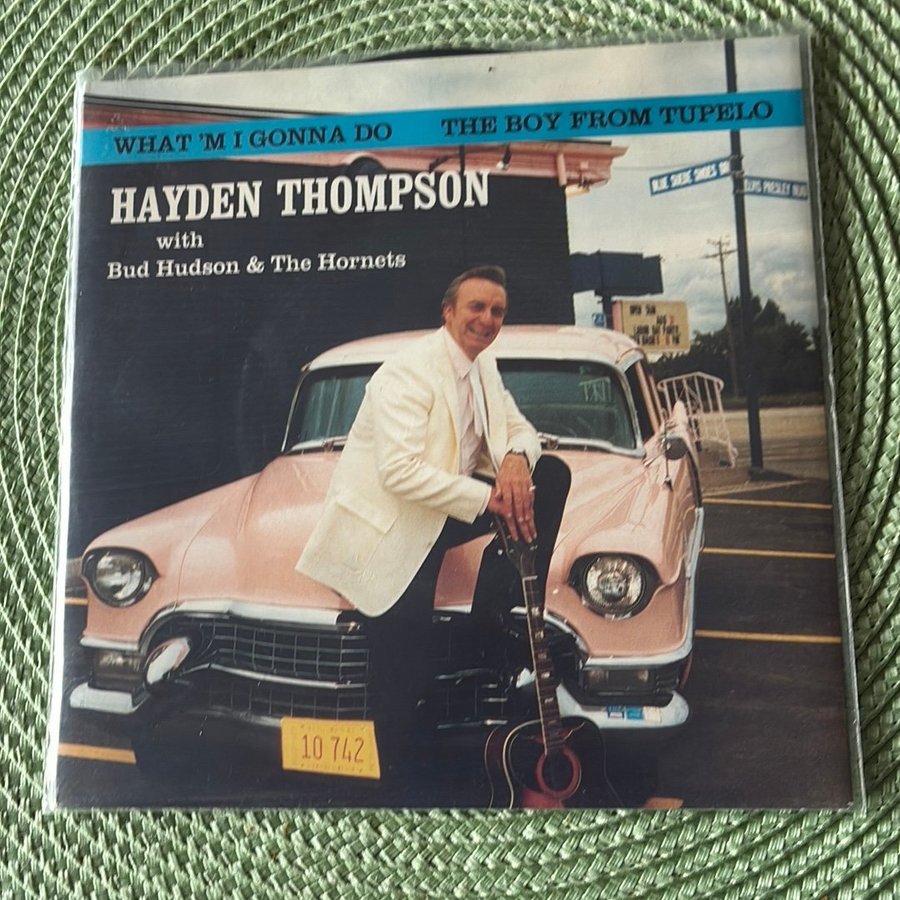 WHAT 'M I GONNA DO
THE BOY FROM TUPELO
HAYDEN THOMPSON
with
Bud Hudson & The Hornets
BLUE SUEDE SHOES
ELVIS PRESLEY BLVD
OPEN
10 742